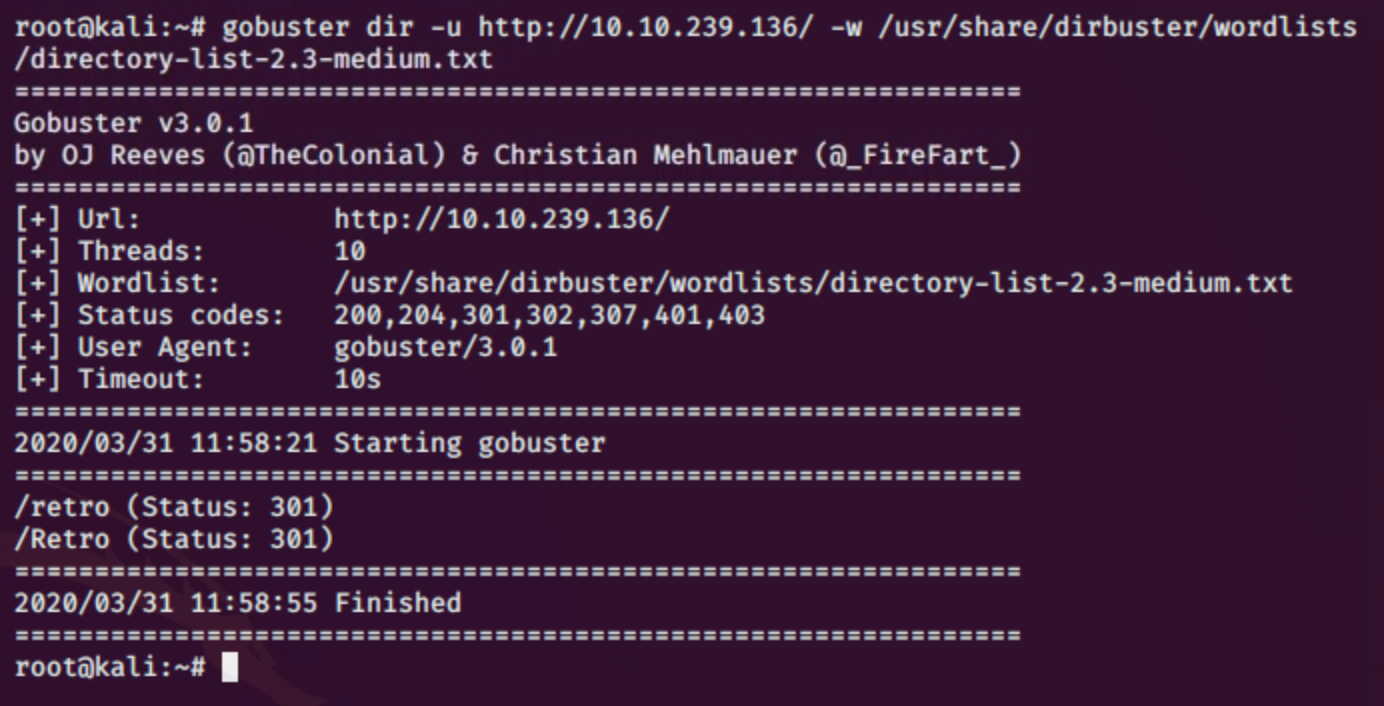 root@kali:~# gobuster dir -u http://10.10.239.136/ -w /usr/share/dirbuster/wordlists
/directory-list-2.3-medium.txt
===============================================================
Gobuster v3.0.1
by OJ Reeves (@TheColonial) & Christian Mehlmauer (@_FireFart_)
===============================================================
[+] Url:            http://10.10.239.136/
[+] Threads:        10
[+] Wordlist:       /usr/share/dirbuster/wordlists/directory-list-2.3-medium.txt
[+] Status codes:   200,204,301,302,307,401,403
[+] User Agent:     gobuster/3.0.1
[+] Timeout:        10s
===============================================================
2020/03/31 11:58:21 Starting gobuster
===============================================================
/retro (Status: 301)
/Retro (Status: 301)
===============================================================
2020/03/31 11:58:55 Finished
===============================================================
root@kali:~#